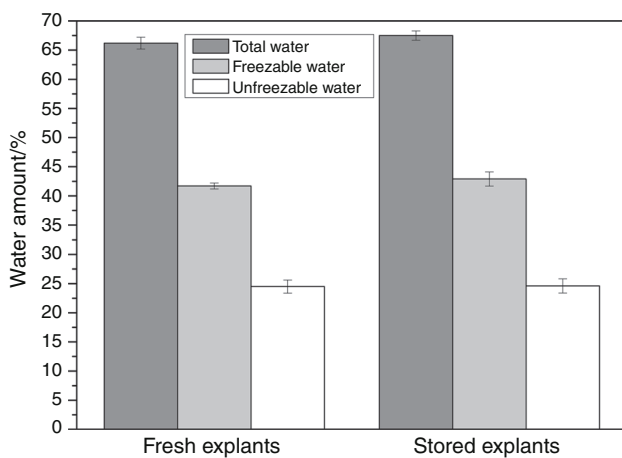 70
65
60
55
50
45
40
35
30
25
20
15
10
5
0
Water amount/%
Total water
Freezable water
Unfreezable water
Fresh explants
Stored explants